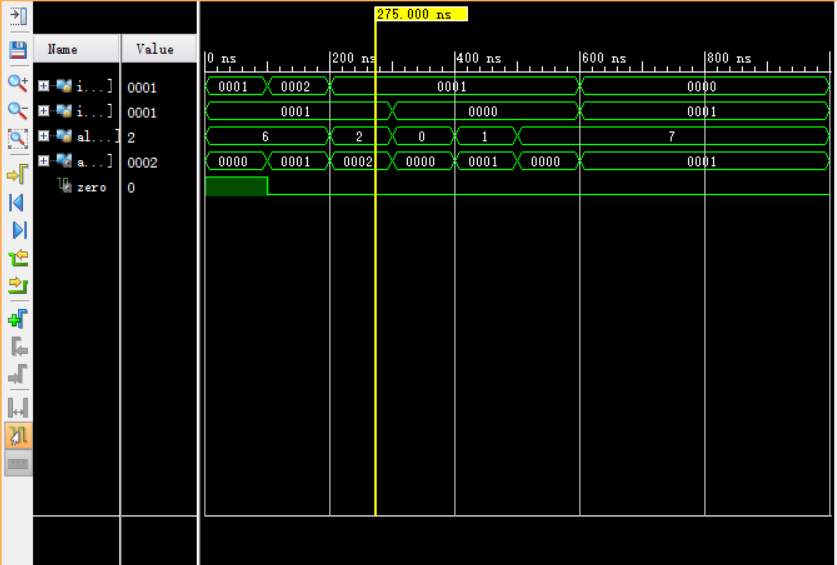 275.000 ns
Name Value
0 ns 200 ns 400 ns 600 ns 800 ns
i...] 0001 0001 0002 0001 0000
i...] 0001 0001 0000 0001
al...] 2 6 2 0 1 7
a...] 0002 0000 0001 0002 0000 0001 0000 0001
zero 0